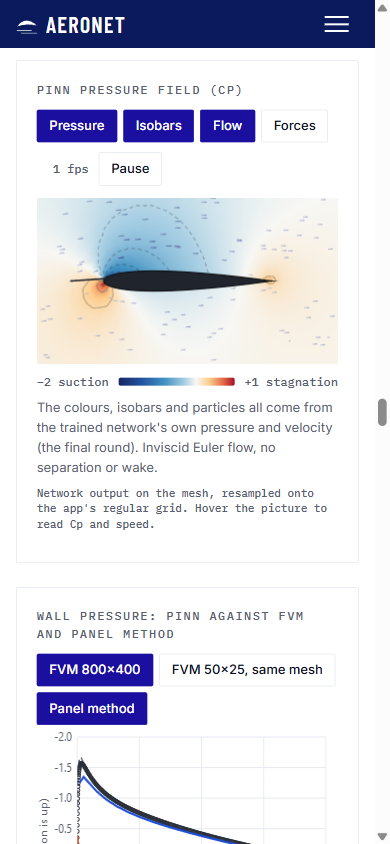 AERONET
PINN PRESSURE FIELD (CP)
Pressure
Isobars
Flow
Forces
1 fps
Pause
−2 suction
+1 stagnation
The colours, isobars and particles all come from
the trained network's own pressure and velocity
(the final round). Inviscid Euler flow, no
separation or wake.
Network output on the mesh, resampled onto
the app's regular grid. Hover the picture to
read Cp and speed.
WALL PRESSURE: PINN AGAINST FVM
AND PANEL METHOD
FVM 800×400
FVM 50×25, same mesh
Panel method
-2.0
-1.5
-1.0
-0.5
on is up)